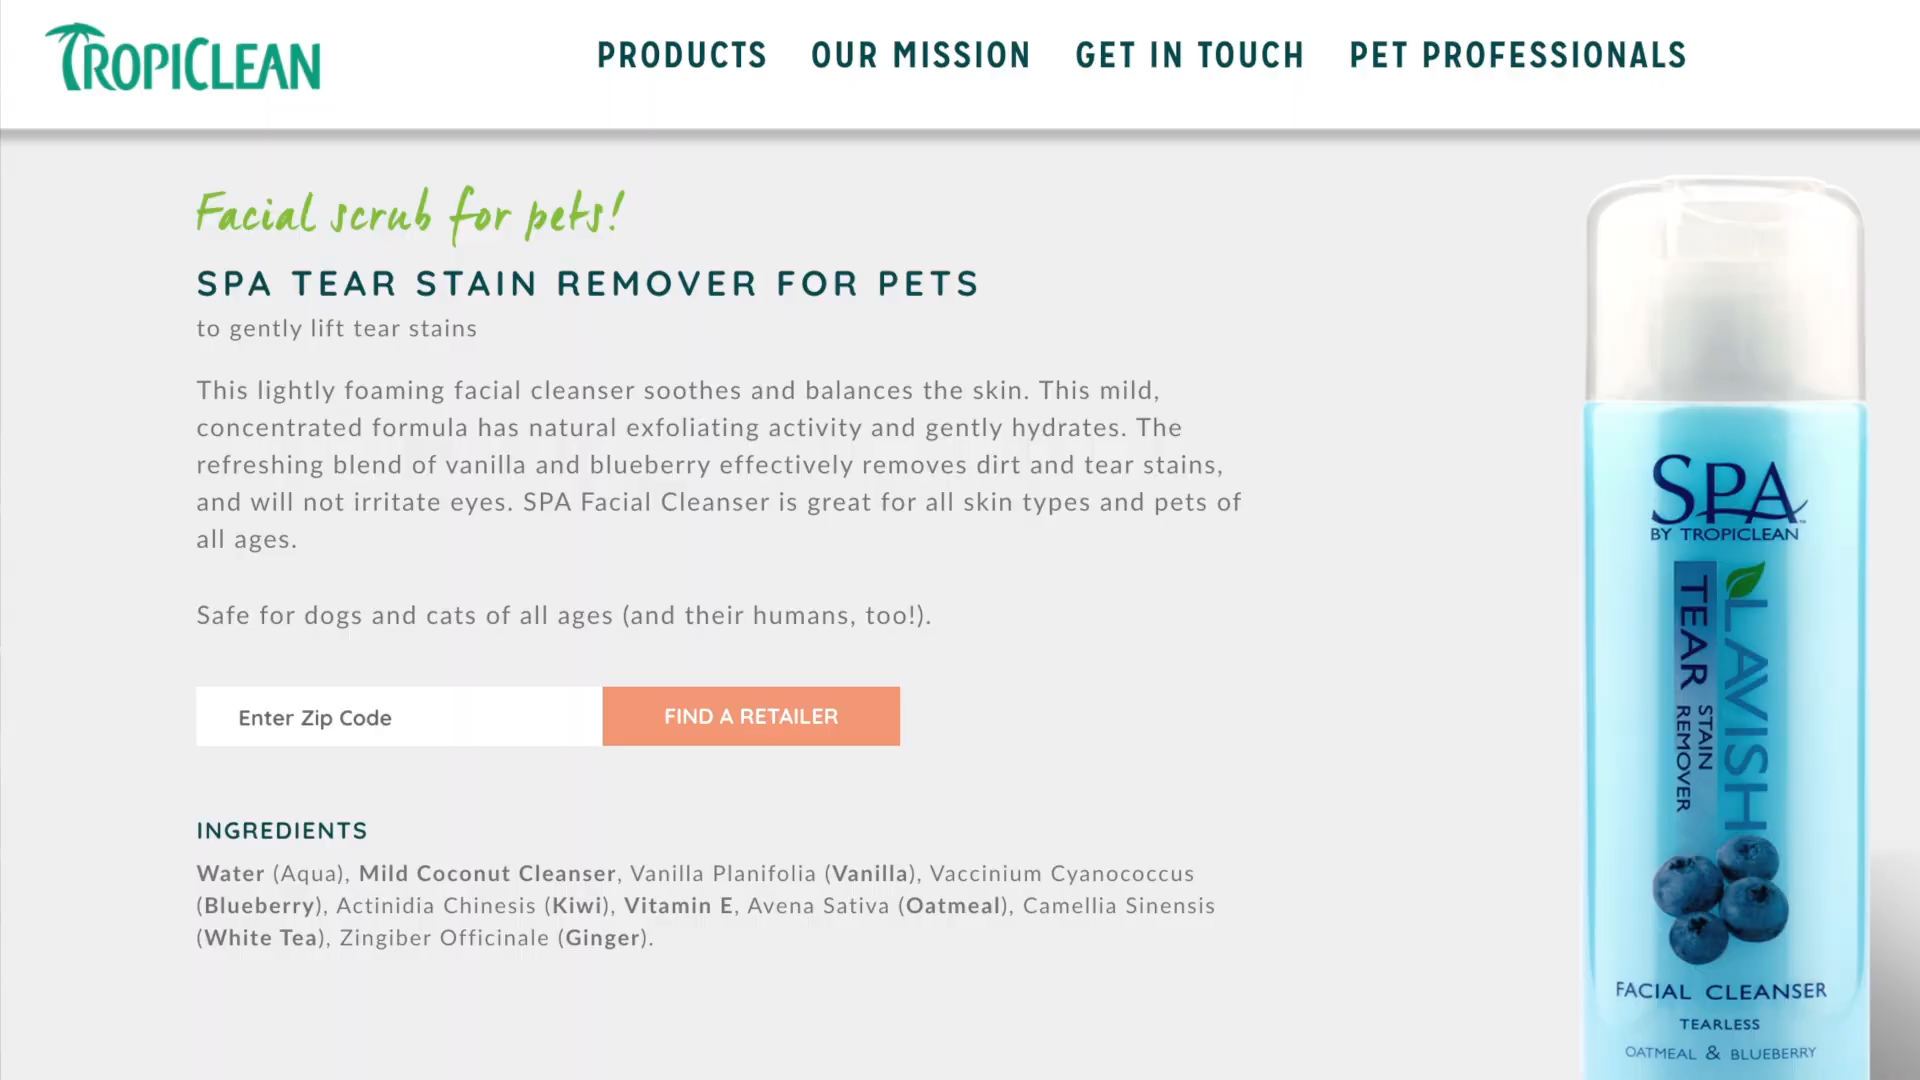 TROPICLEAN
PRODUCTS OUR MISSION GET IN TOUCH PET PROFESSIONALS
Facial scrub for pets!
SPA TEAR STAIN REMOVER FOR PETS
to gently lift tear stains
This lightly foaming facial cleanser soothes and balances the skin. This mild,
concentrated formula has natural exfoliating activity and gently hydrates. The
refreshing blend of vanilla and blueberry effectively removes dirt and tear stains,
and will not irritate eyes. SPA Facial Cleanser is great for all skin types and pets of
all ages.
Safe for dogs and cats of all ages (and their humans, too!).
Enter Zip Code
FIND A RETAILER
INGREDIENTS
Water (Aqua), Mild Coconut Cleanser, Vanilla Planifolia (Vanilla), Vaccinium Cyanococcus
(Blueberry), Actinidia Chinesis (Kiwi), Vitamin E, Avena Sativa (Oatmeal), Camellia Sinensis
(White Tea), Zingiber Officinale (Ginger).
SPA™
BY TROPICLEAN
LAVISH
TEAR
STAIN
REMOVER
FACIAL CLEANSER
TEARLESS
OATMEAL & BLUEBERRY